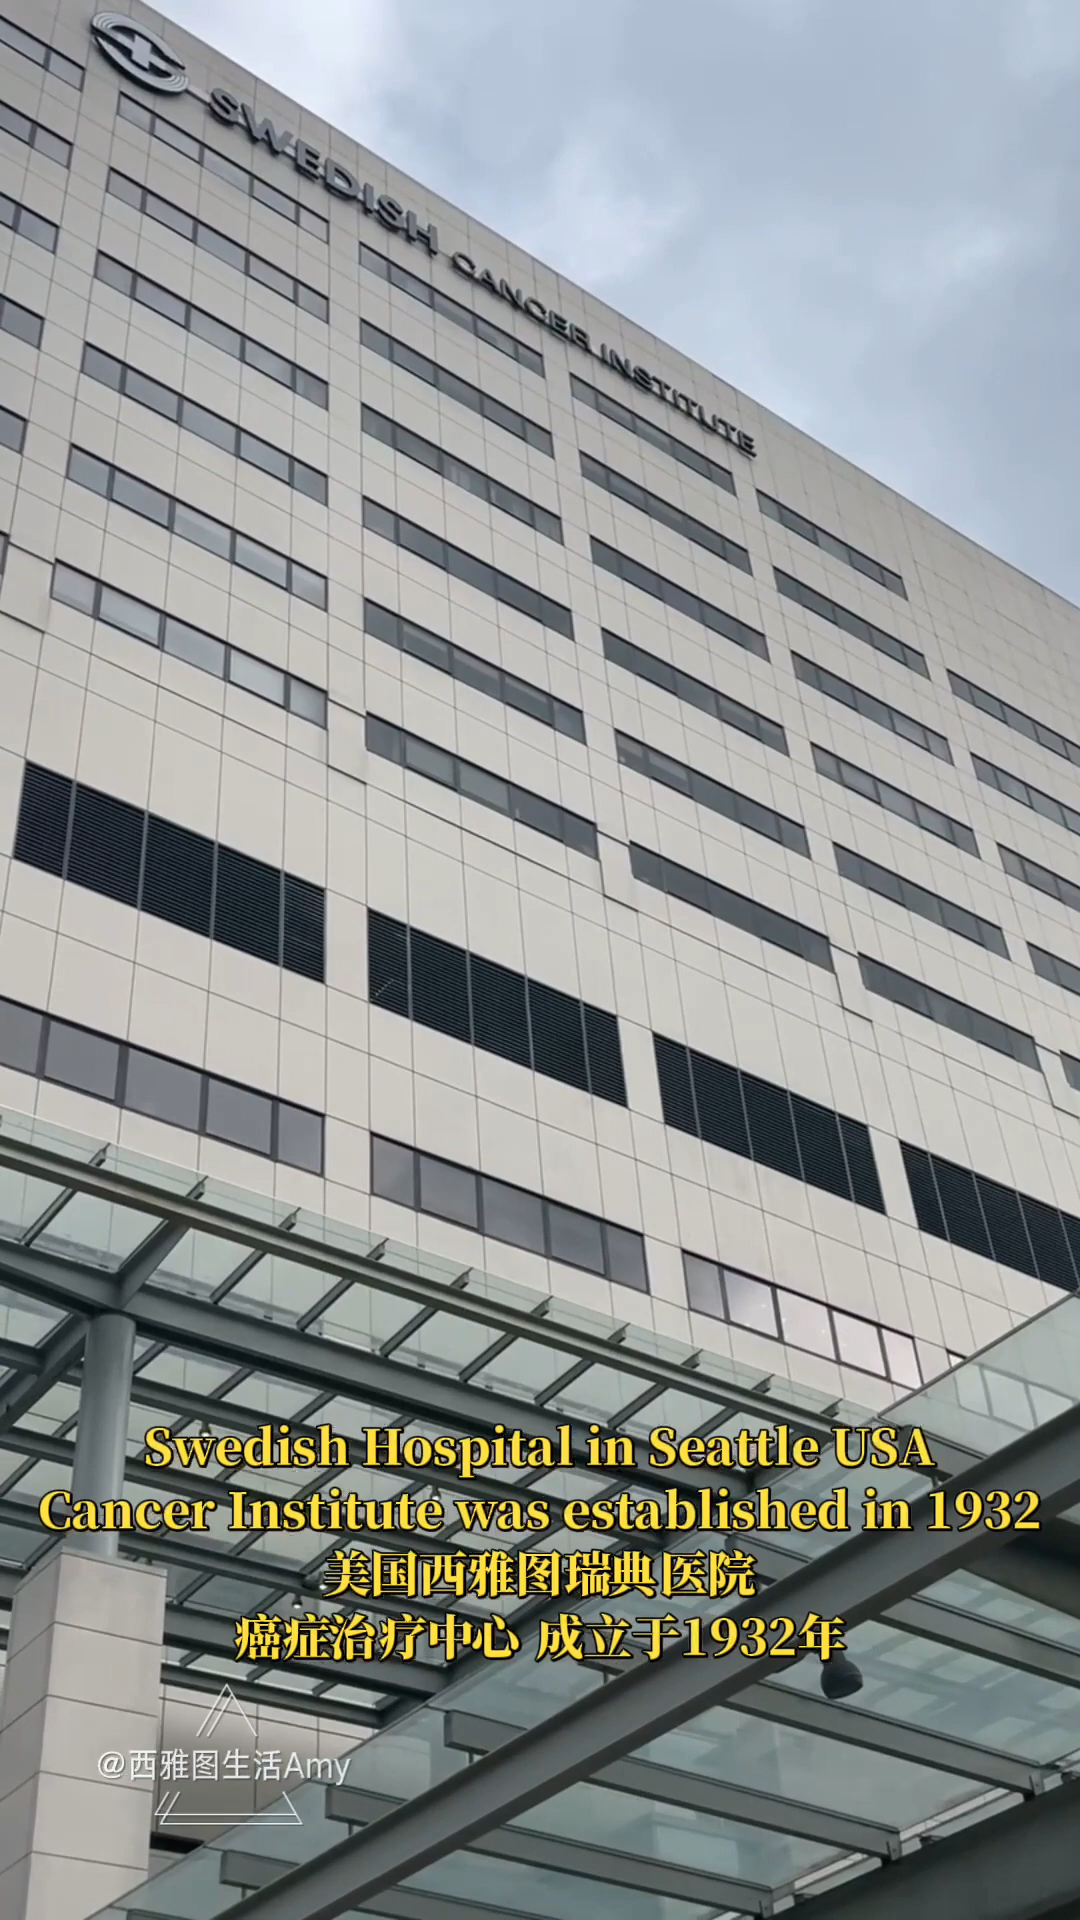 SWEDISH CANCER INSTITUTE
Swedish Hospital in Seattle USA
Cancer Institute was established in 1932
美国西雅图瑞典医院
癌症治疗中心 成立于1932年
@西雅图生活Amy